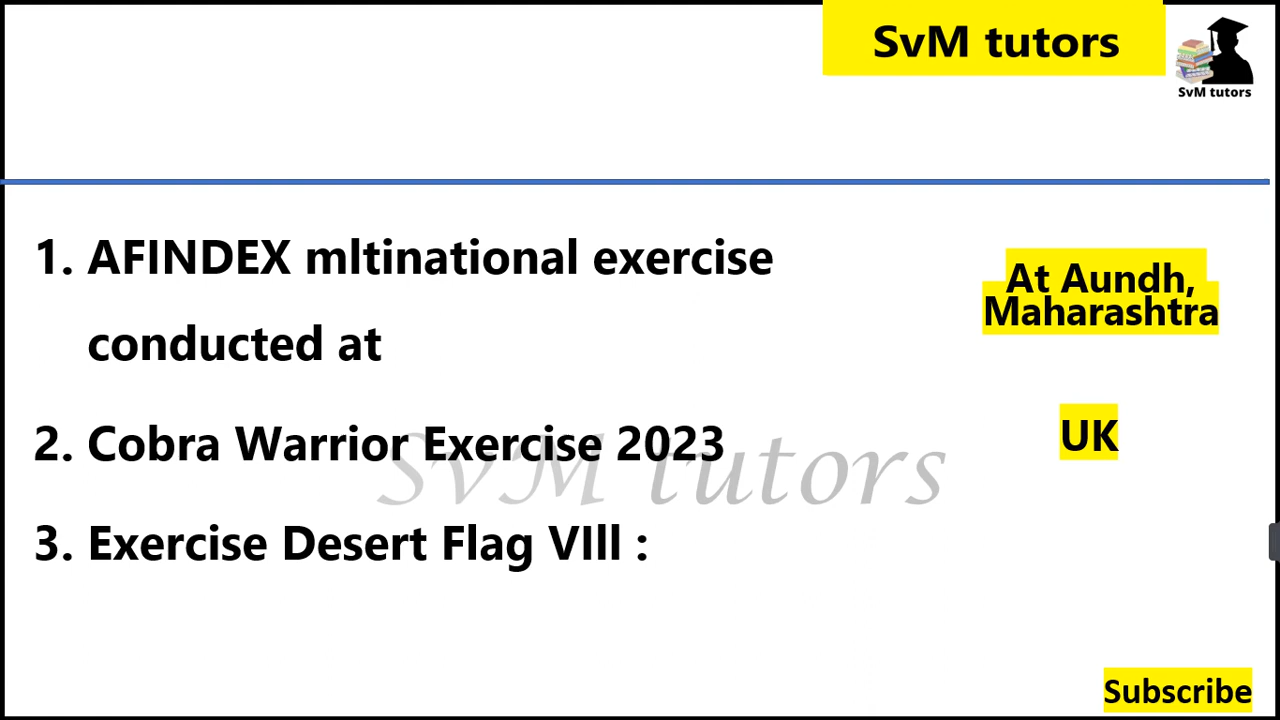 SvM tutors
SvM tutors
1. AFINDEX mltinational exercise
conducted at
At Aundh,
Maharashtra
2. Cobra Warrior Exercise 2023
UK
SvM tutors
3. Exercise Desert Flag VIll :
Subscribe